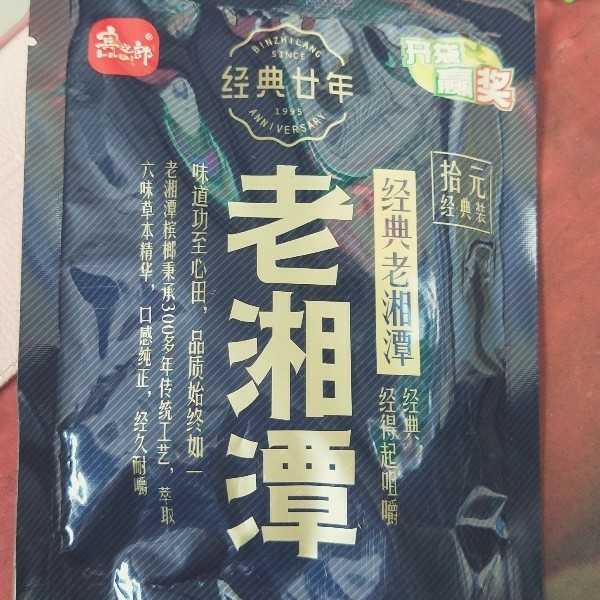 宾之郎
BINZHILANG
SINCE
经典廿年
1995
ANNIVERSARY
开袋赢奖
拾元
经典装
经典老湘潭
经典,
经得起咀嚼
老湘潭
味道功至心田，品质始终如一
老湘潭槟榔秉承300多年传统工艺，萃取
六味草本精华，口感纯正，经久耐嚼